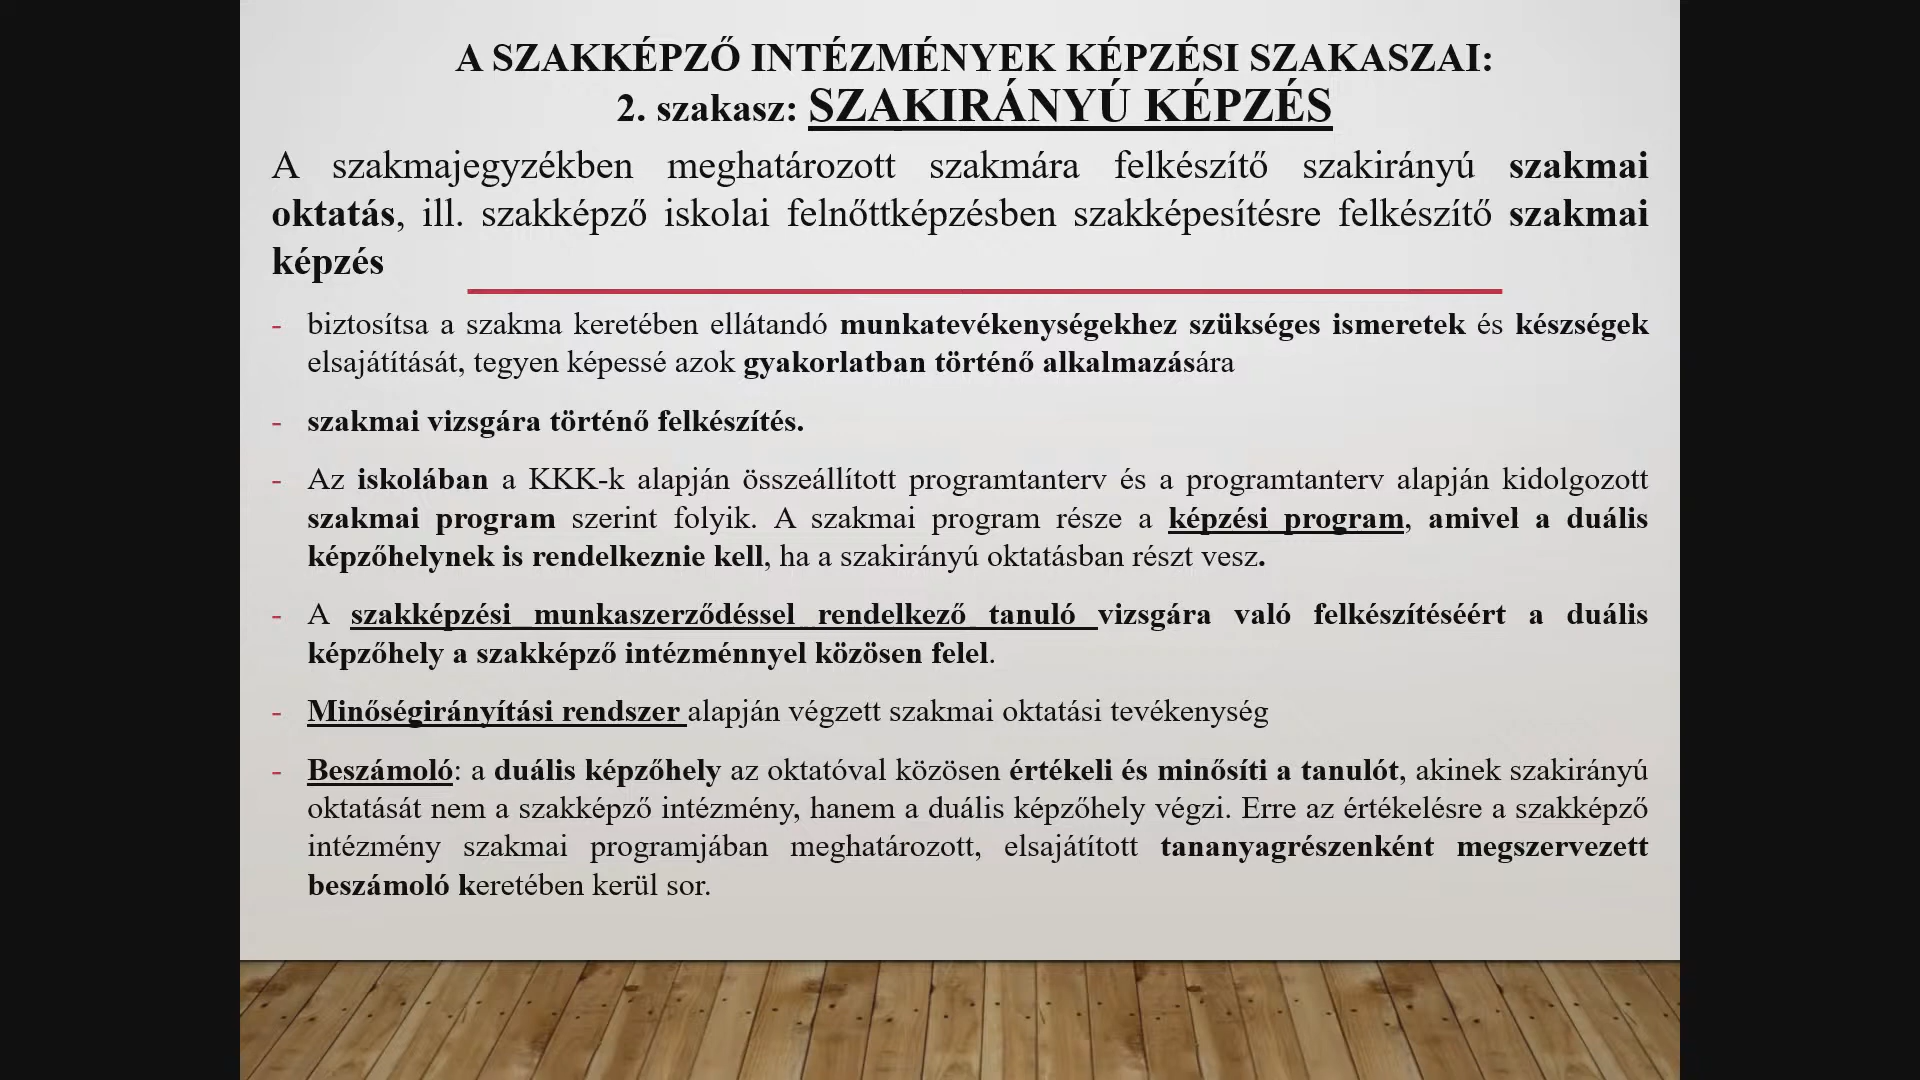 A SZAKKÉPZŐ INTÉZMÉNYEK KÉPZÉSI SZAKASZAI:
2. szakasz: SZAKIRÁNYÚ KÉPZÉS
A szakmajegyzékben meghatározott szakmára felkészítő szakirányú szakmai
oktatás, ill. szakképző iskolai felnőttképzésben szakképesítésre felkészítő szakmai
képzés
- biztosítsa a szakma keretében ellátandó munkatevékenységekhez szükséges ismeretek és készségek
elsajátítását, tegyen képessé azok gyakorlatban történő alkalmazására
- szakmai vizsgára történő felkészítés.
- Az iskolában a KKK-k alapján összeállított programtanterv és a programtanterv alapján kidolgozott
szakmai program szerint folyik. A szakmai program része a képzési program, amivel a duális
képzőhelynek is rendelkeznie kell, ha a szakirányú oktatásban részt vesz.
- A szakképzési munkaszerződéssel rendelkező tanuló vizsgára való felkészítéséért a duális
képzőhely a szakképző intézménnyel közösen felel.
- Minőségirányítási rendszer alapján végzett szakmai oktatási tevékenység
- Beszámoló: a duális képzőhely az oktatóval közösen értékeli és minősíti a tanulót, akinek szakirányú
oktatását nem a szakképző intézmény, hanem a duális képzőhely végzi. Erre az értékelésre a szakképző
intézmény szakmai programjában meghatározott, elsajátított tananyagrészenként megszervezett
beszámoló keretében kerül sor.